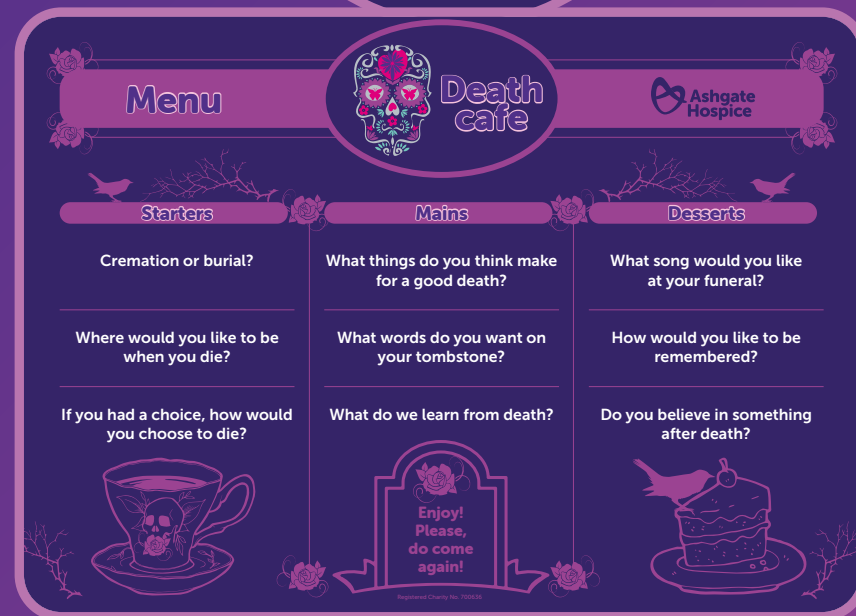 Menu
Death
cafe
Ashgate
Hospice
Starters
Cremation or burial?
Where would you like to be
when you die?
If you had a choice, how would
you choose to die?
Mains
What things do you think make
for a good death?
What words do you want on
your tombstone?
What do we learn from death?
Enjoy!
Please,
do come
again!
Registered Charity No. 700636
Desserts
What song would you like
at your funeral?
How would you like to be
remembered?
Do you believe in something
after death?